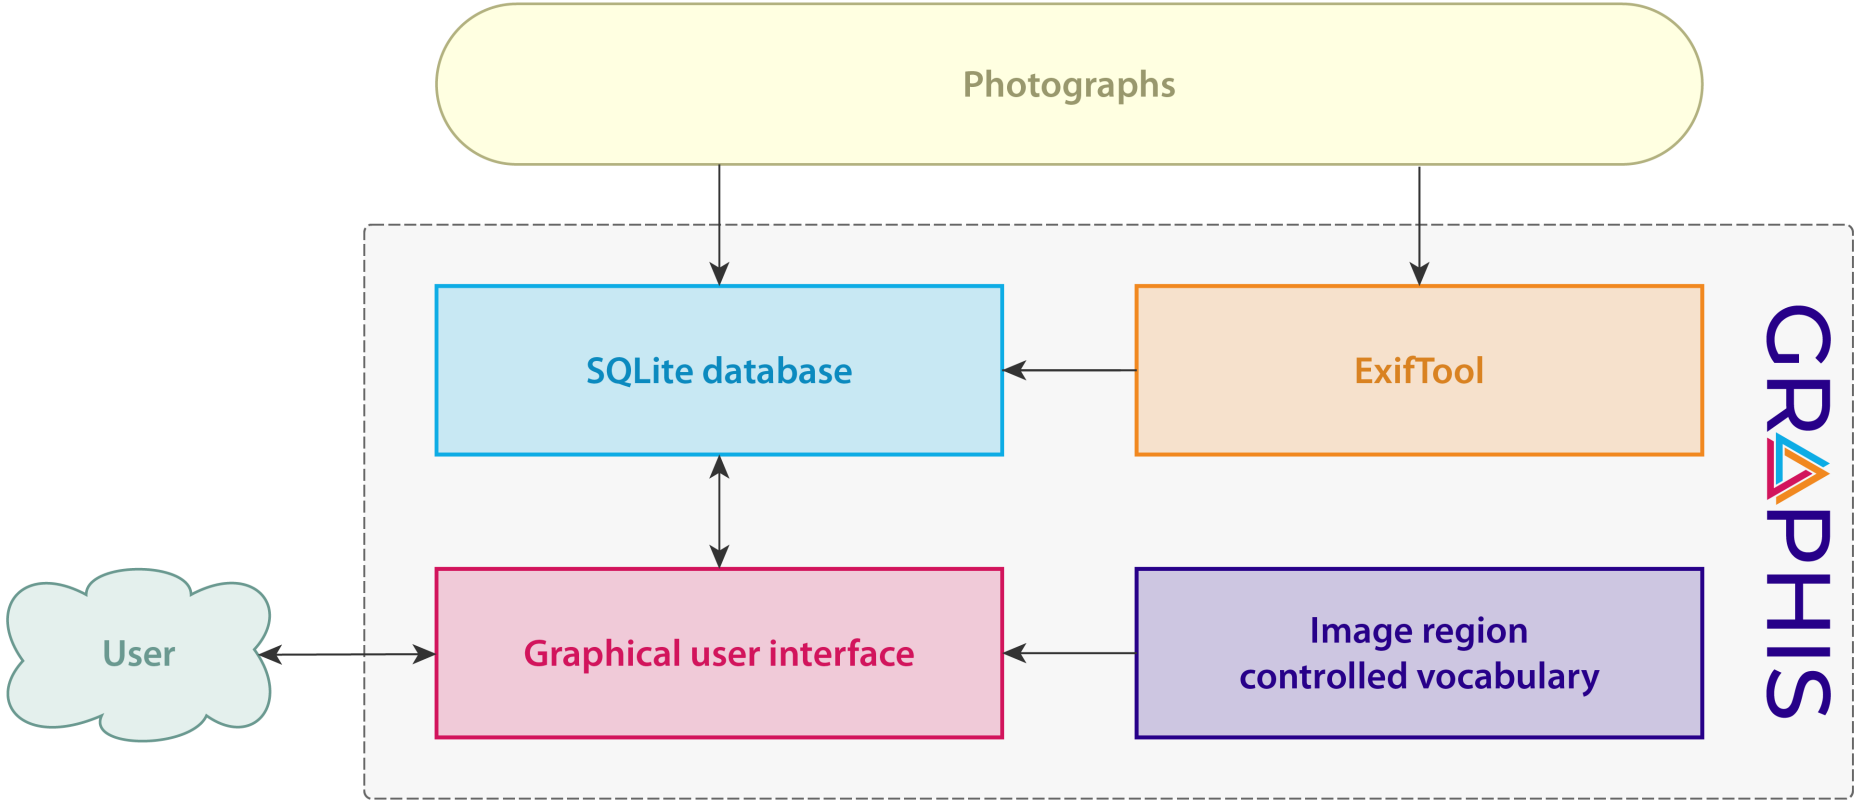 Photographs
SQLite database
ExifTool
GRAPHIS
User
Graphical user interface
Image region
controlled vocabulary